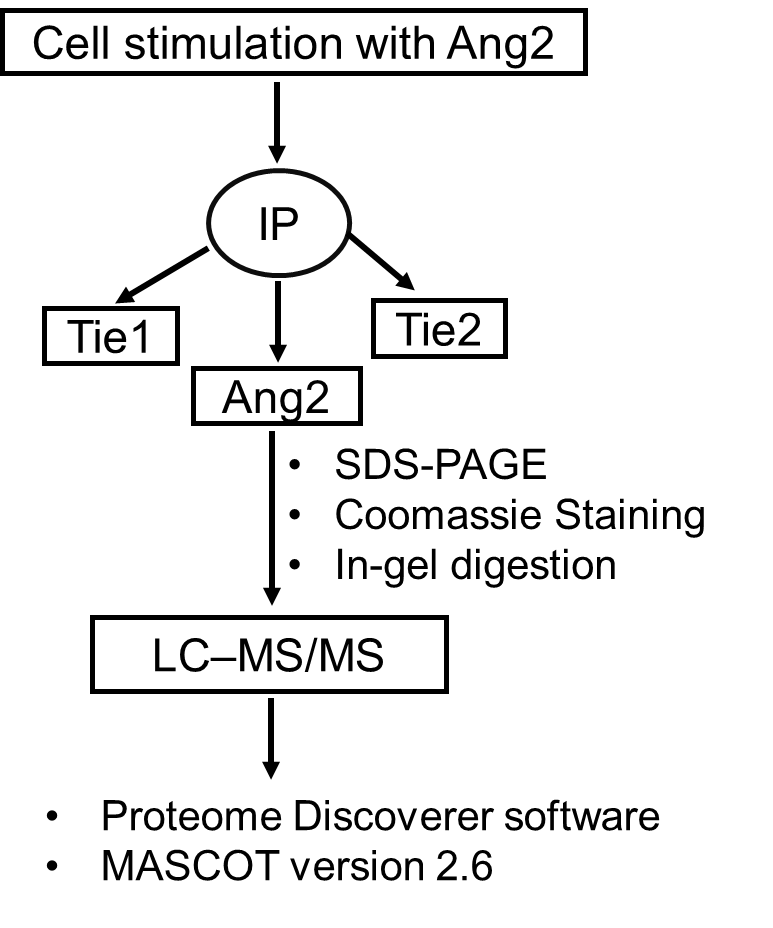 Cell stimulation with Ang2
IP
Tie1
Tie2
Ang2
• SDS-PAGE
• Coomassie Staining
• In-gel digestion
LC–MS/MS
• Proteome Discoverer software
• MASCOT version 2.6